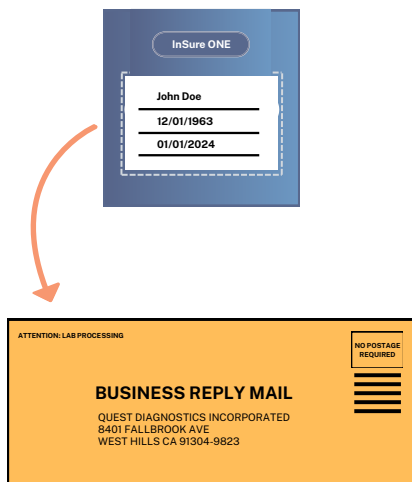 InSure ONE
John Doe
12/01/1963
01/01/2024
ATTENTION: LAB PROCESSING
NO POSTAGE
REQUIRED
BUSINESS REPLY MAIL
QUEST DIAGNOSTICS INCORPORATED
8401 FALLBROOK AVE
WEST HILLS CA 91304-9823